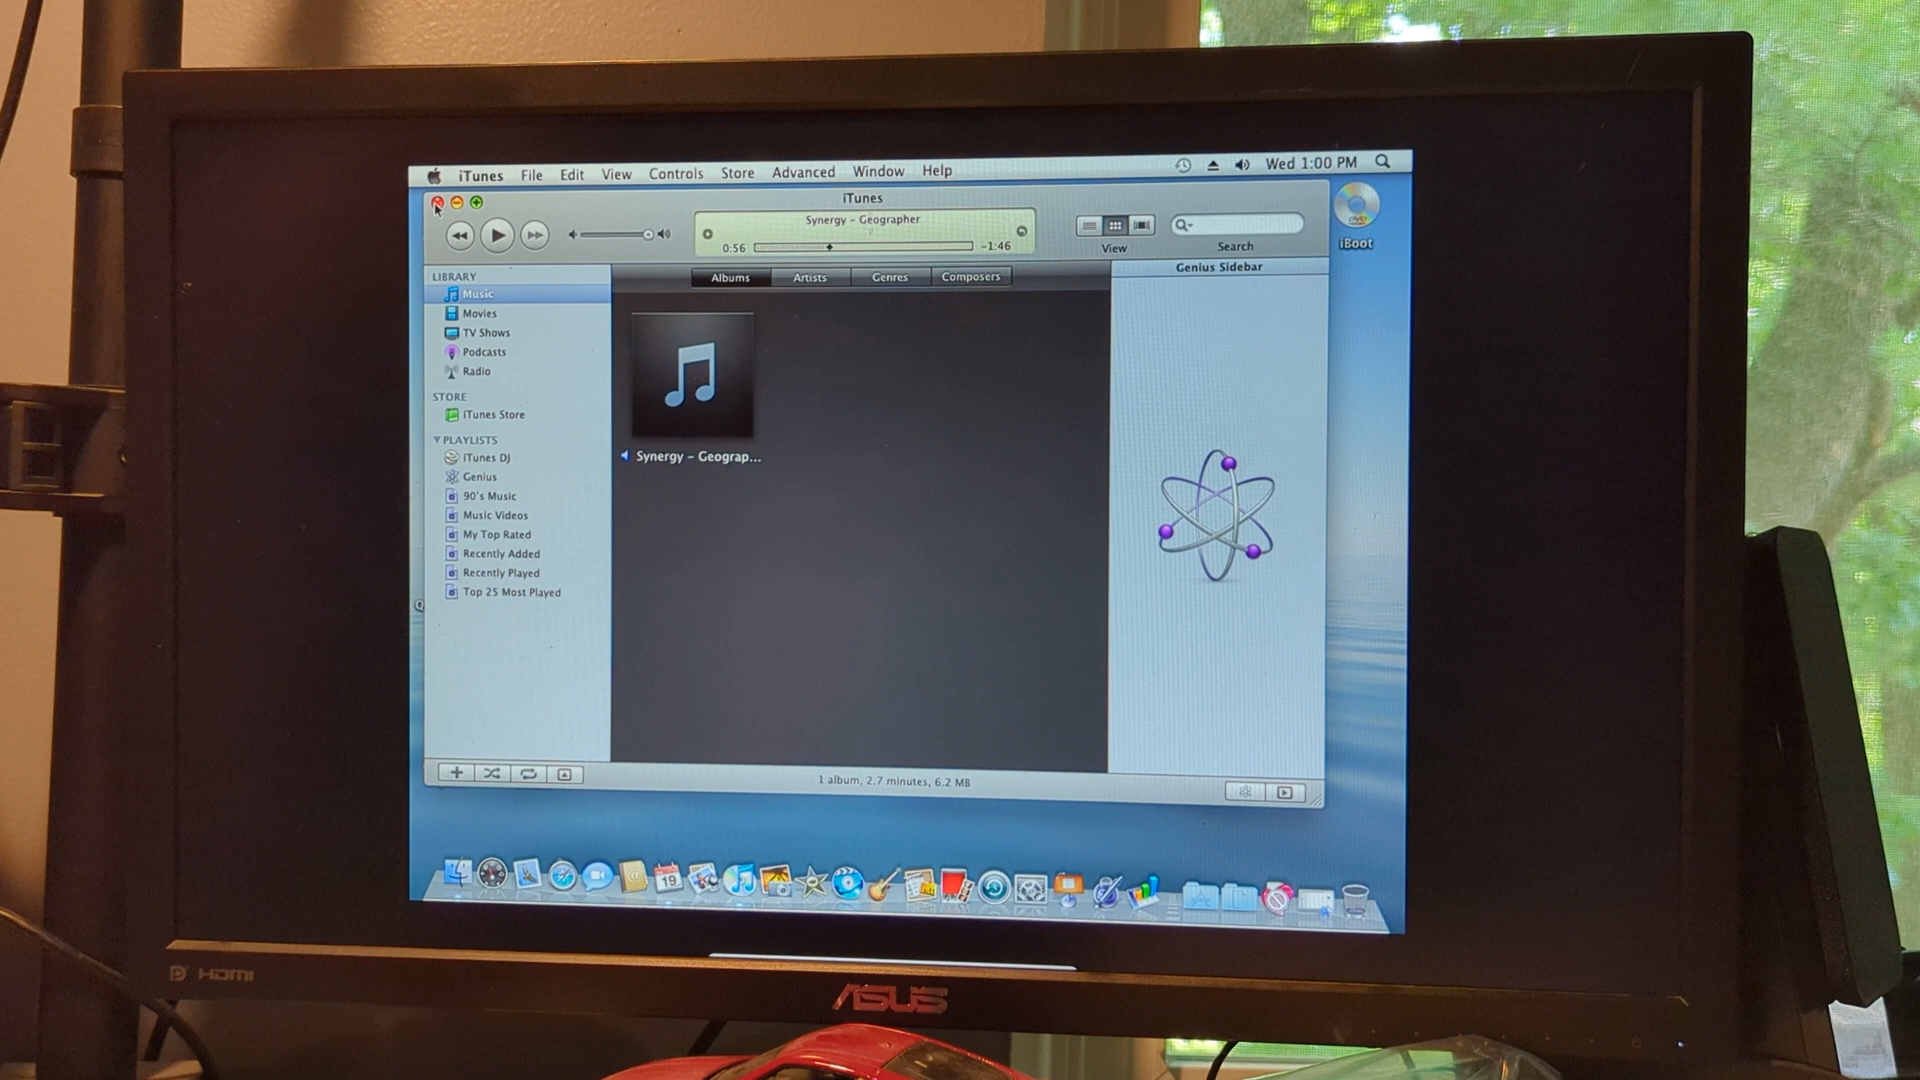 iTunes File Edit View Controls Store Advanced Window Help Wed 1:00 PM
iTunes
Synergy – Geographer
0:56 -1:46
View
Search
iBoot
LIBRARY
Music
Movies
TV Shows
Podcasts
Radio
STORE
iTunes Store
PLAYLISTS
iTunes DJ
Genius
90's Music
Music Videos
My Top Rated
Recently Added
Recently Played
Top 25 Most Played
Albums Artists Genres Composers
Synergy – Geograp...
Genius Sidebar
1 album, 2.7 minutes, 6.2 MB
19
HDMI
ASUS